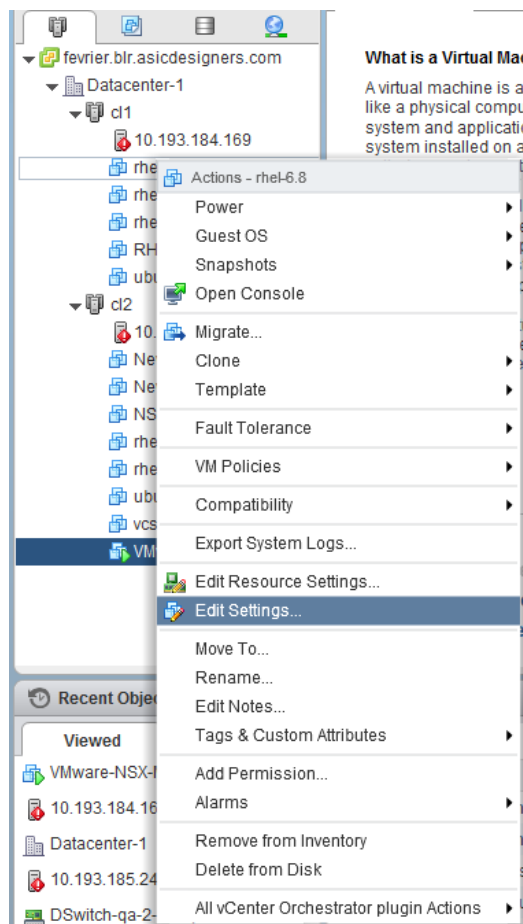 fevrier.blr.asicdesigners.com
What is a Virtual Mac
Datacenter-1
A virtual machine is a
cl1
like a physical compu
10.193.184.169
system and applicatio
system installed on a
rhe
Actions - rhel-6.8
rhe
Power
rhe
Guest OS
RH
Snapshots
ubu
Open Console
cl2
10.
Migrate...
Ne
Clone
Ne
Template
NS
rhe
Fault Tolerance
rhe
VM Policies
ubu
vcs
Compatibility
VM
Export System Logs...
Edit Resource Settings...
Edit Settings...
Move To...
Rename...
Recent Obje
Edit Notes...
Viewed
Tags & Custom Attributes
VMware-NSX-M
Add Permission...
10.193.184.16
Alarms
Datacenter-1
Remove from Inventory
10.193.185.24
Delete from Disk
DSwitch-qa-2-
All vCenter Orchestrator plugin Actions